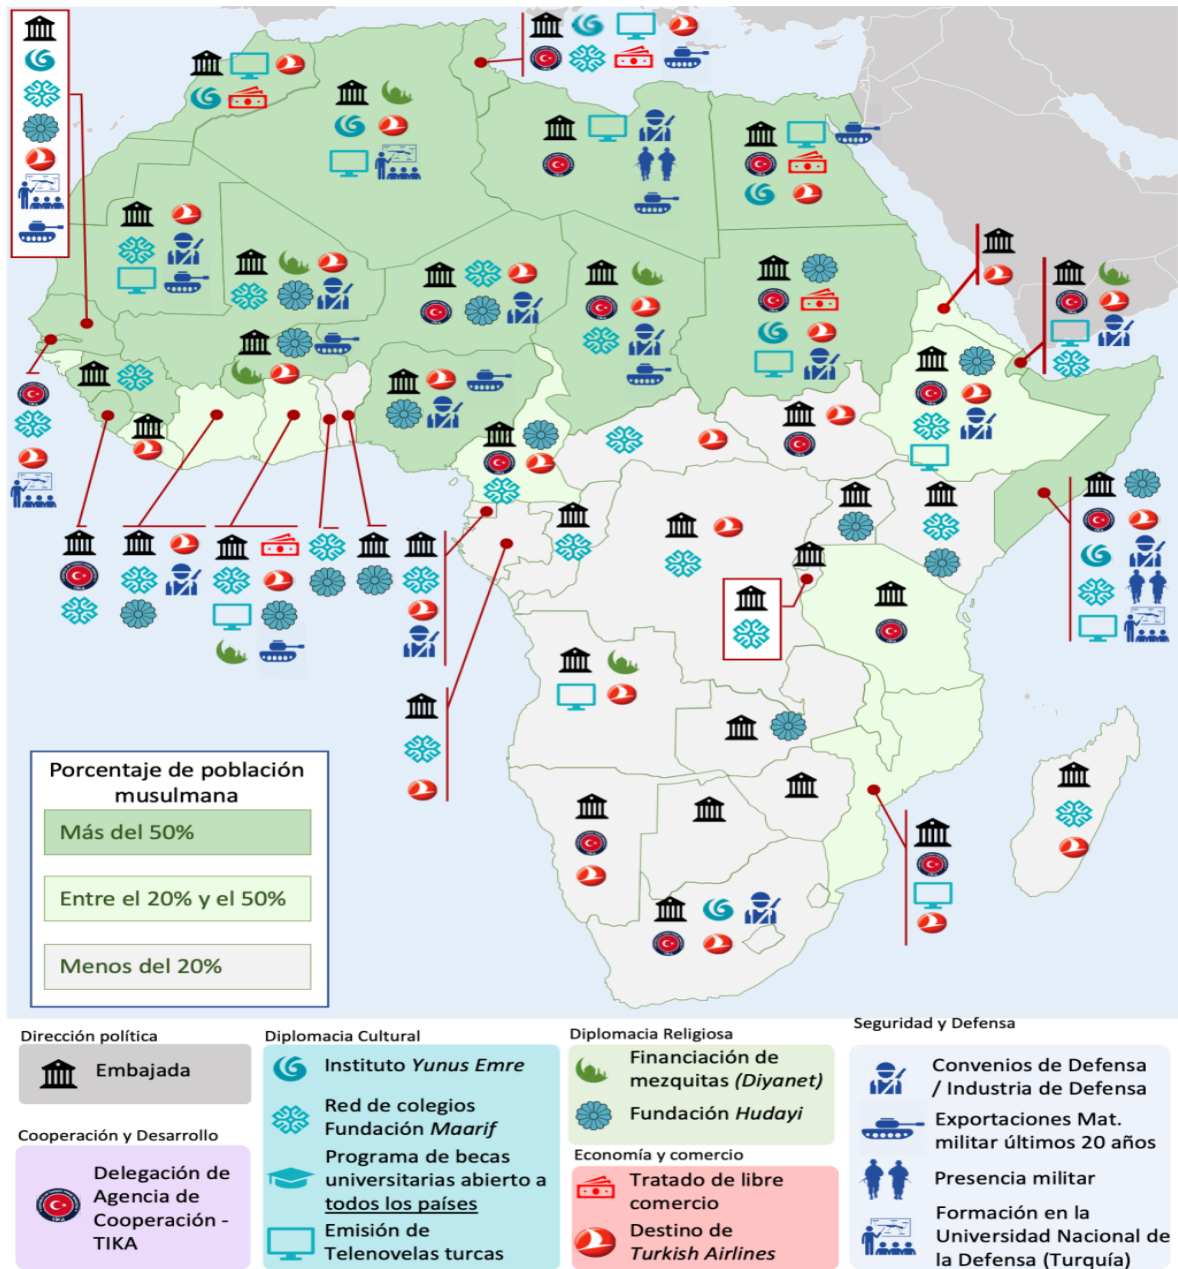 Porcentaje de población
musulmana
Más del 50%
Entre el 20% y el 50%
Menos del 20%
Dirección política
Embajada
Cooperación y Desarrollo
Delegación de
Agencia de
Cooperación -
TIKA
Diplomacia Cultural
Instituto Yunus Emre
Red de colegios
Fundación Maarif
Programa de becas
universitarias abierto a
todos los países
Emisión de
Telenovelas turcas
Diplomacia Religiosa
Financiación de
mezquitas (Diyanet)
Fundación Hudayi
Economía y comercio
Tratado de libre
comercio
Destino de
Turkish Airlines
Seguridad y Defensa
Convenios de Defensa
/ Industria de Defensa
Exportaciones Mat.
militar últimos 20 años
Presencia militar
Formación en la
Universidad Nacional de
la Defensa (Turquía)